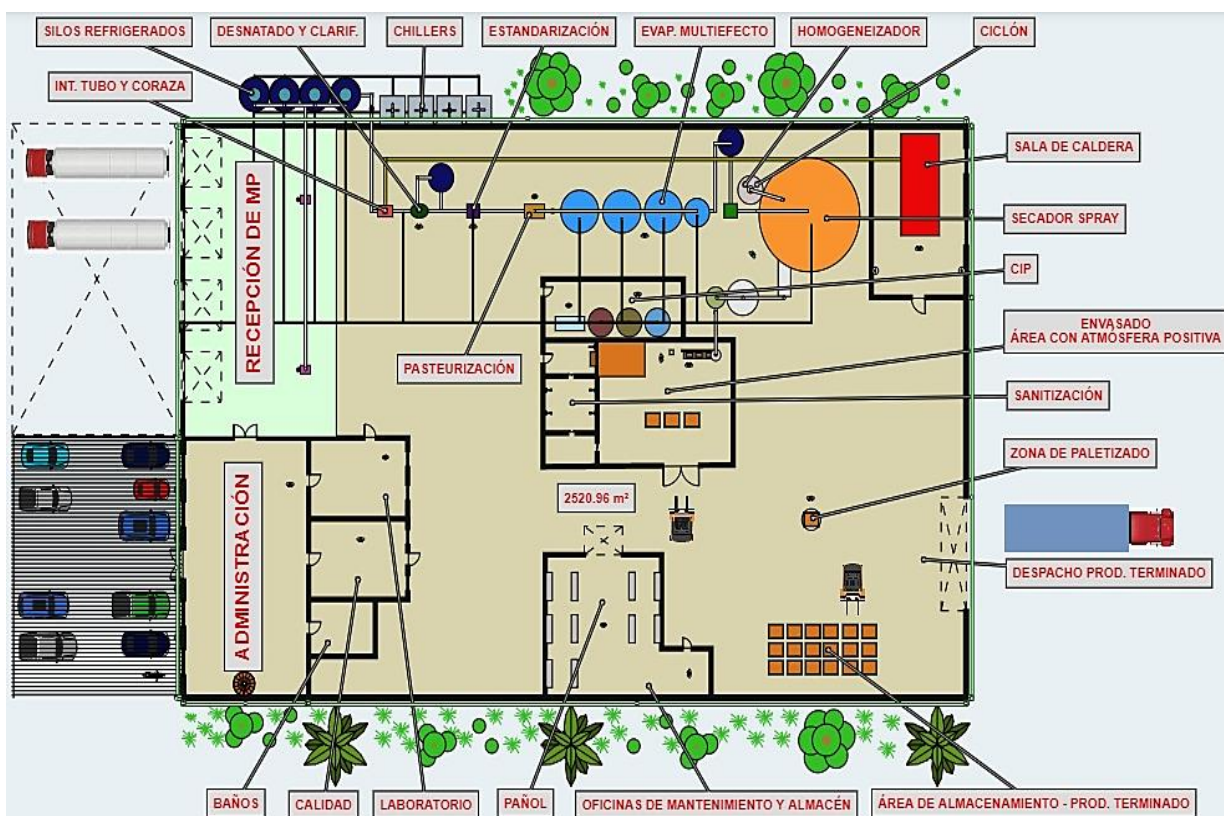 SILOS REFRIGERADOS
DESNATADO Y CLARIF.
CHILLERS
ESTANDARIZACIÓN
EVAP. MULTIEFECTO
HOMOGENEIZADOR
CICLÓN
INT. TUBO Y CORAZA
SALA DE CALDERA
RECEPCIÓN DE MP
SECADOR SPRAY
CIP
ENVASADO
ÁREA CON ATMÓSFERA POSITIVA
PASTEURIZACIÓN
SANITIZACIÓN
ZONA DE PALETIZADO
ADMINISTRACIÓN
2520.96 m²
DESPACHO PROD. TERMINADO
BAÑOS
CALIDAD
LABORATORIO
PAÑOL
OFICINAS DE MANTENIMIENTO Y ALMACÉN
ÁREA DE ALMACENAMIENTO - PROD. TERMINADO